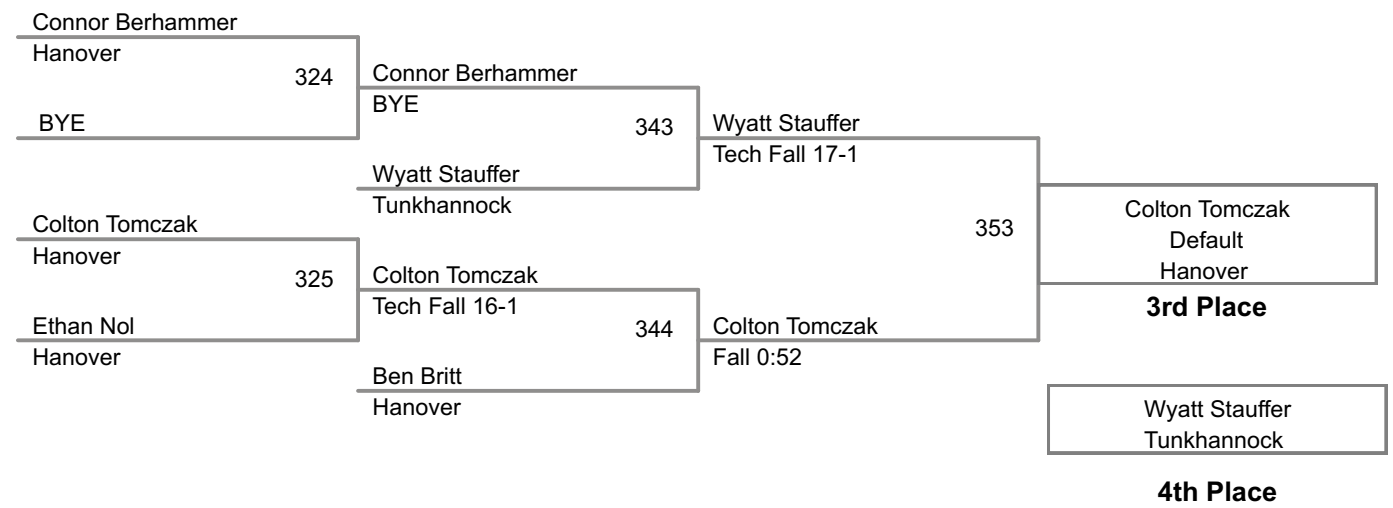 Connor Berhammer
Hanover
324
BYE
Connor Berhammer
BYE
343
Wyatt Stauffer
Tunkhannock
Wyatt Stauffer
Tech Fall 17-1
Colton Tomczak
Hanover
325
Ethan Nol
Hanover
Colton Tomczak
Tech Fall 16-1
344
Ben Britt
Hanover
Colton Tomczak
Fall 0:52
353
Colton Tomczak
Default
Hanover
3rd Place
Wyatt Stauffer
Tunkhannock
4th Place